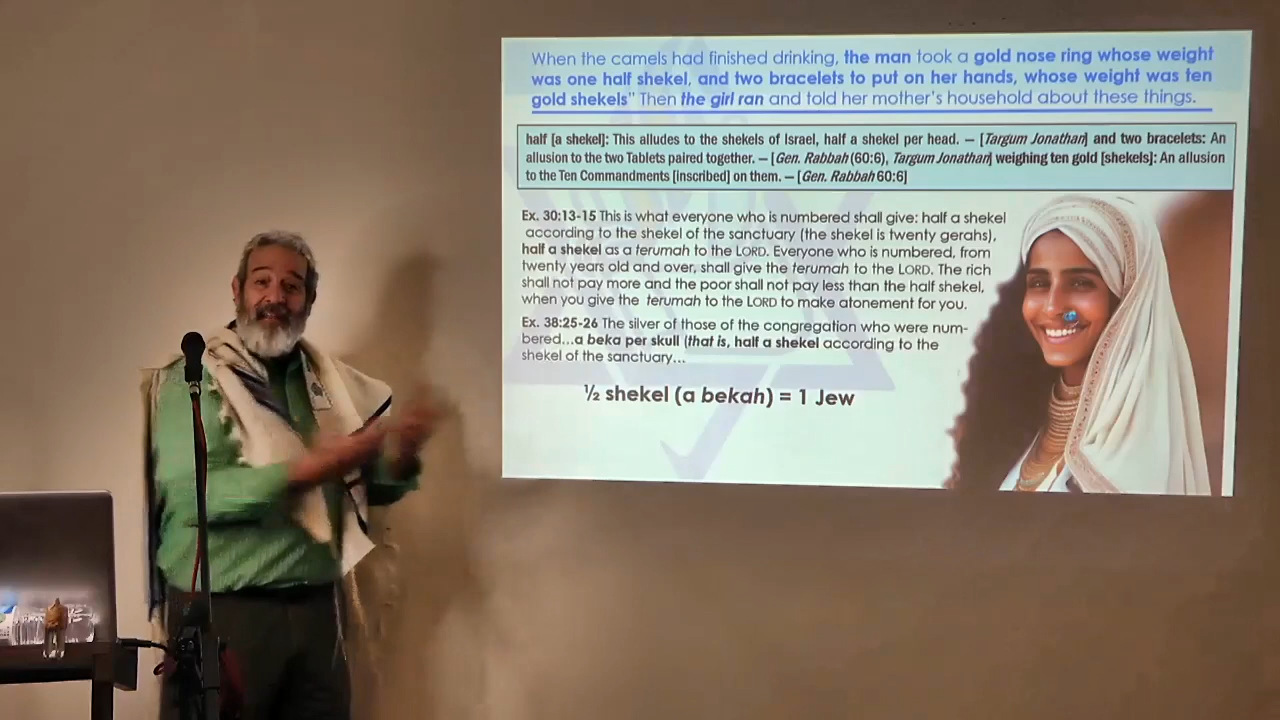 When the camels had finished drinking, the man took a gold nose ring whose weight
was one half shekel, and two bracelets to put on her hands, whose weight was ten
gold shekels" Then the girl ran and told her mother's household about these things.
half [a shekel]: This alludes to the shekels of Israel, half a shekel per head. — [Targum Jonathan] and two bracelets: An
allusion to the two Tablets paired together. — [Gen. Rabbah (60:6), Targum Jonathan] weighing ten gold [shekels]: An allusion
to the Ten Commandments [inscribed] on them. — [Gen. Rabbah 60:6]
Ex. 30:13-15 This is what everyone who is numbered shall give: half a shekel
according to the shekel of the sanctuary (the shekel is twenty gerahs),
half a shekel as a terumah to the LORD. Everyone who is numbered, from
twenty years old and over, shall give the terumah to the LORD. The rich
shall not pay more and the poor shall not pay less than the half shekel,
when you give the terumah to the LORD to make atonement for you.
Ex. 38:25-26 The silver of those of the congregation who were num-
bered...a beka per skull (that is, half a shekel according to the
shekel of the sanctuary...
½ shekel (a bekah) = 1 Jew